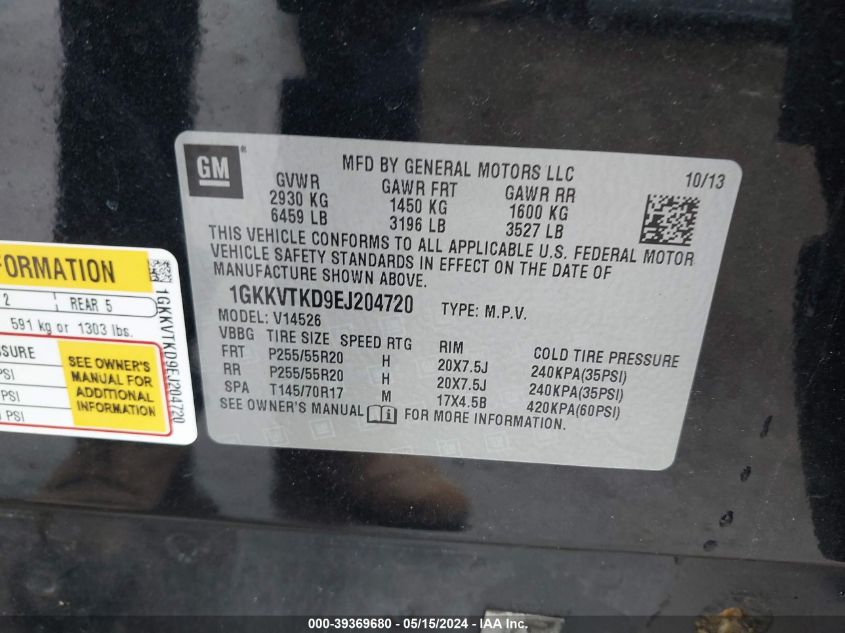 GM®
MFD BY GENERAL MOTORS LLC
10/13
GVWR GAWR FRT GAWR RR
2930 KG 1450 KG 1600 KG
6459 LB 3196 LB 3527 LB
THIS VEHICLE CONFORMS TO ALL APPLICABLE U.S. FEDERAL MOTOR
VEHICLE SAFETY STANDARDS IN EFFECT ON THE DATE OF
MANUFACTURE SHOWN ABOVE.
1GKKVTKD9EJ204720 TYPE: M.P.V.
MODEL: V14526
VBBG TIRE SIZE SPEED RTG RIM COLD TIRE PRESSURE
FRT P255/55R20 H 20X7.5J 240KPA(35PSI)
RR P255/55R20 H 20X7.5J 240KPA(35PSI)
SPA T145/70R17 M 17X4.5B 420KPA(60PSI)
SEE OWNER'S MANUAL i FOR MORE INFORMATION.
FORMATION
2 REAR 5
591 kg or 1303 lbs.
SSURE
PSI
PSI
PSI
SEE OWNER'S
MANUAL FOR
ADDITIONAL
INFORMATION
1GKKVTKD9EJ204720
000-39369680 - 05/15/2024 - IAA Inc.